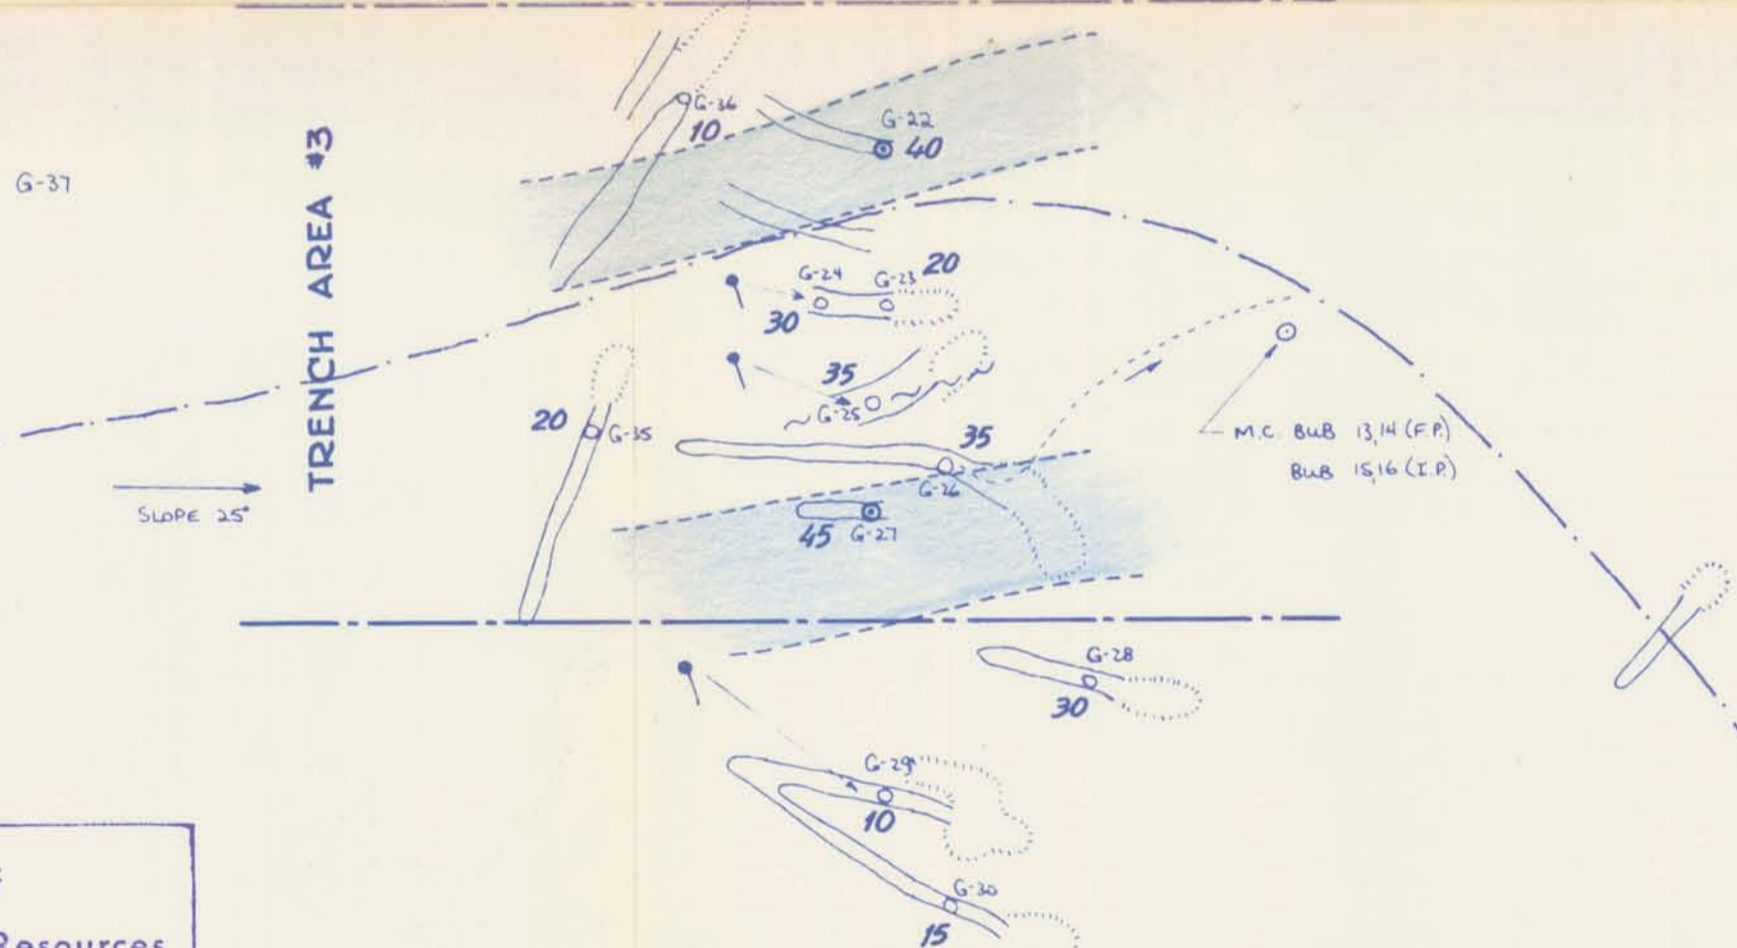 G-36
10
G-22
40
G-37
TRENCH AREA #3
G-24
G-23
20
30
35
G-25
20
G-35
35
G-26
M.C. BUB 13,14 (F.P.)
BUB 15,16 (I.P.)
SLOPE 25°
45
G-27
G-28
30
G-29
10
G-30
15
Resources